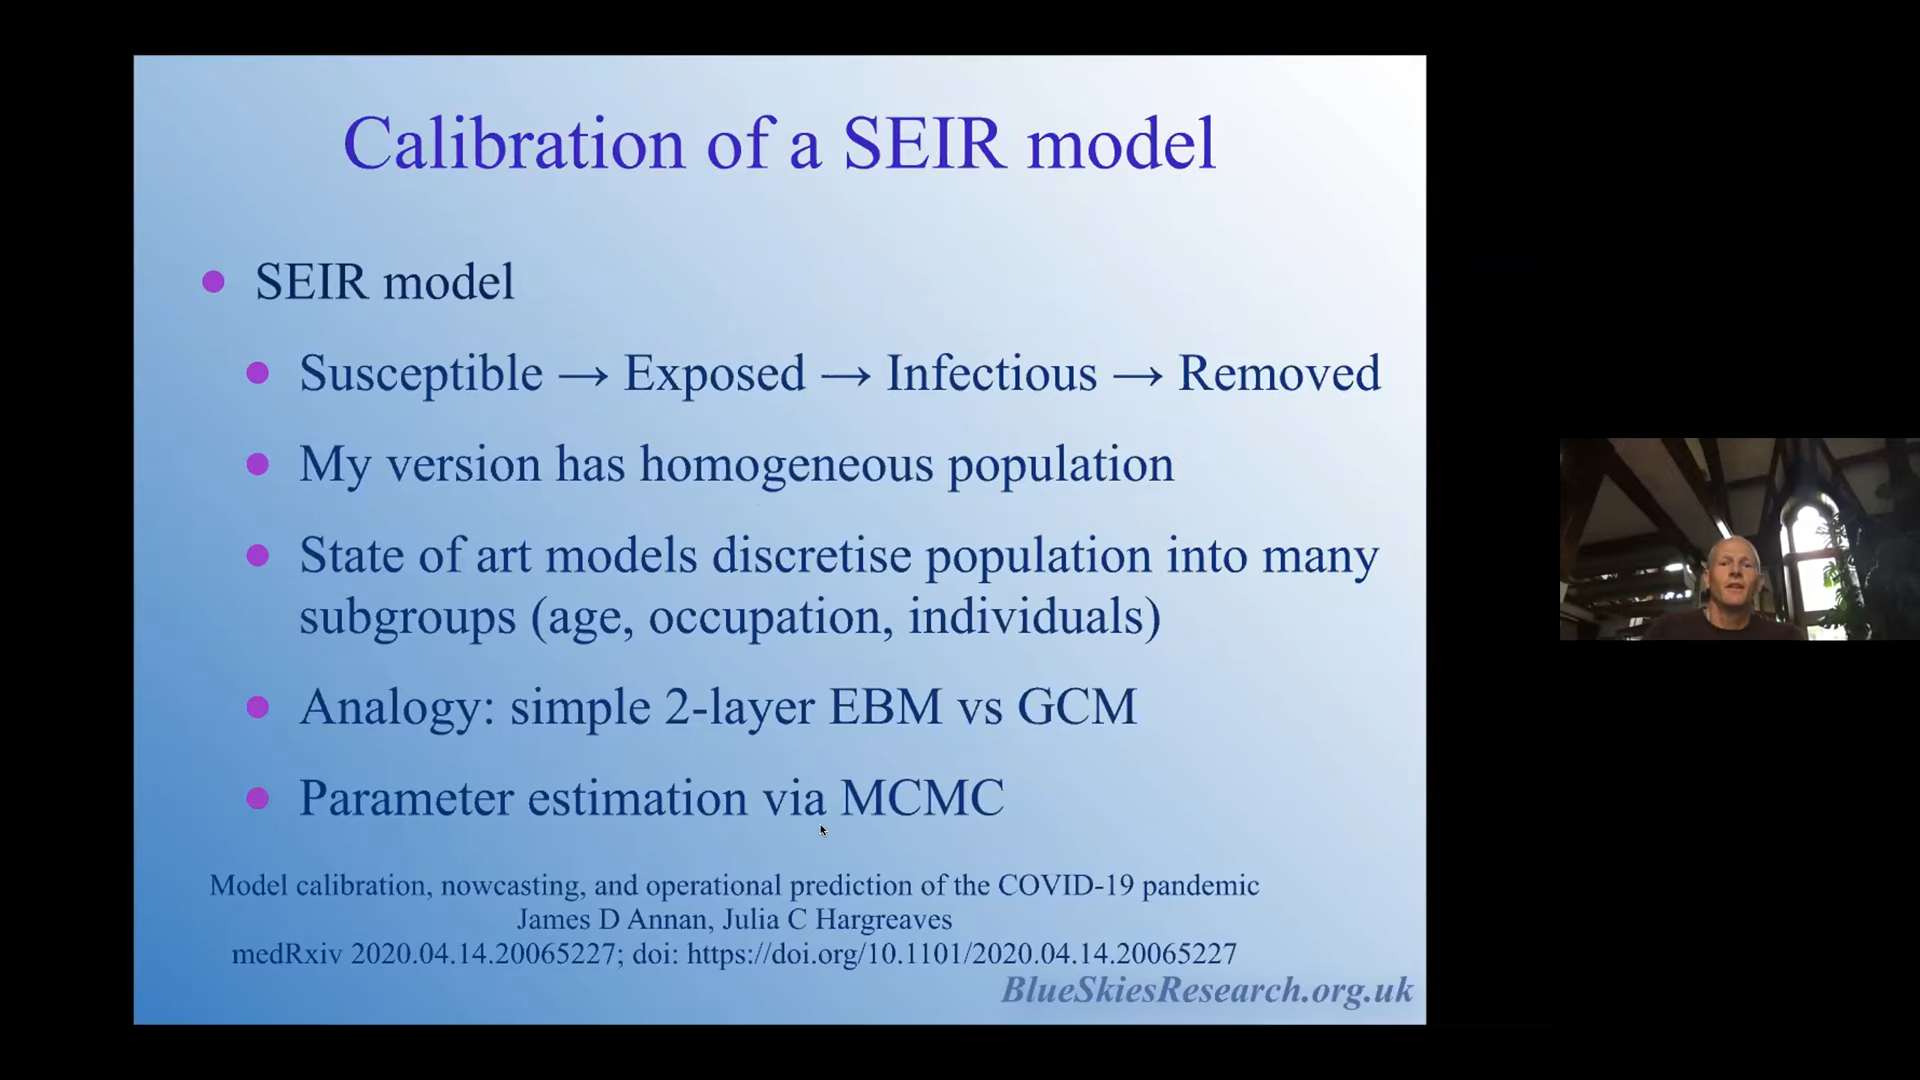 Calibration of a SEIR model
SEIR model
Susceptible → Exposed → Infectious → Removed
My version has homogeneous population
State of art models discretise population into many
subgroups (age, occupation, individuals)
Analogy: simple 2-layer EBM vs GCM
Parameter estimation via MCMC
Model calibration, nowcasting, and operational prediction of the COVID-19 pandemic
James D Annan, Julia C Hargreaves
medRxiv 2020.04.14.20065227; doi: https://doi.org/10.1101/2020.04.14.20065227
BlueSkiesResearch.org.uk